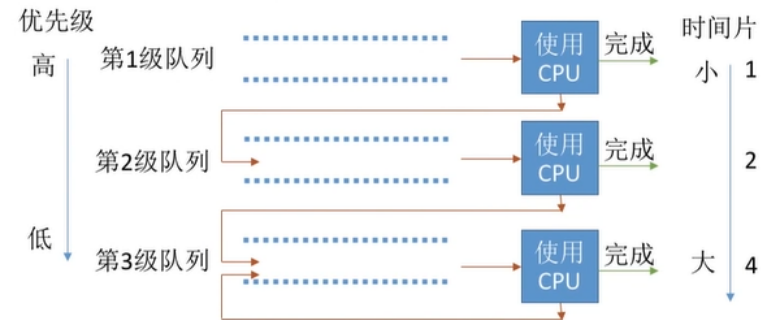 优先级
高
第1级队列
使用
CPU
完成
时间片
小 1
第2级队列
使用
CPU
完成
2
低
第3级队列
使用
CPU
完成
大 4